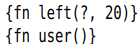 {fn left(?, 20)}
{fn user()}